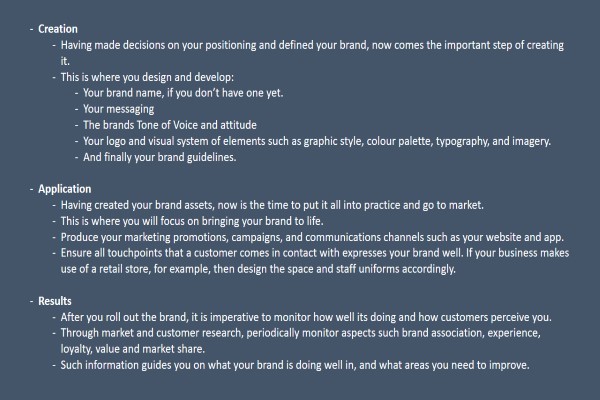 - Creation
- Having made decisions on your positioning and defined your brand, now comes the important step of creating
it.
- This is where you design and develop:
- Your brand name, if you don’t have one yet.
- Your messaging
- The brands Tone of Voice and attitude
- Your logo and visual system of elements such as graphic style, colour palette, typography, and imagery.
- And finally your brand guidelines.
- Application
- Having created your brand assets, now is the time to put it all into practice and go to market.
- This is where you will focus on bringing your brand to life.
- Produce your marketing promotions, campaigns, and communications channels such as your website and app.
- Ensure all touchpoints that a customer comes in contact with expresses your brand well. If your business makes
use of a retail store, for example, then design the space and staff uniforms accordingly.
- Results
- After you roll out the brand, it is imperative to monitor how well its doing and how customers perceive you.
- Through market and customer research, periodically monitor aspects such brand association, experience,
loyalty, value and market share.
- Such information guides you on what your brand is doing well in, and what areas you need to improve.